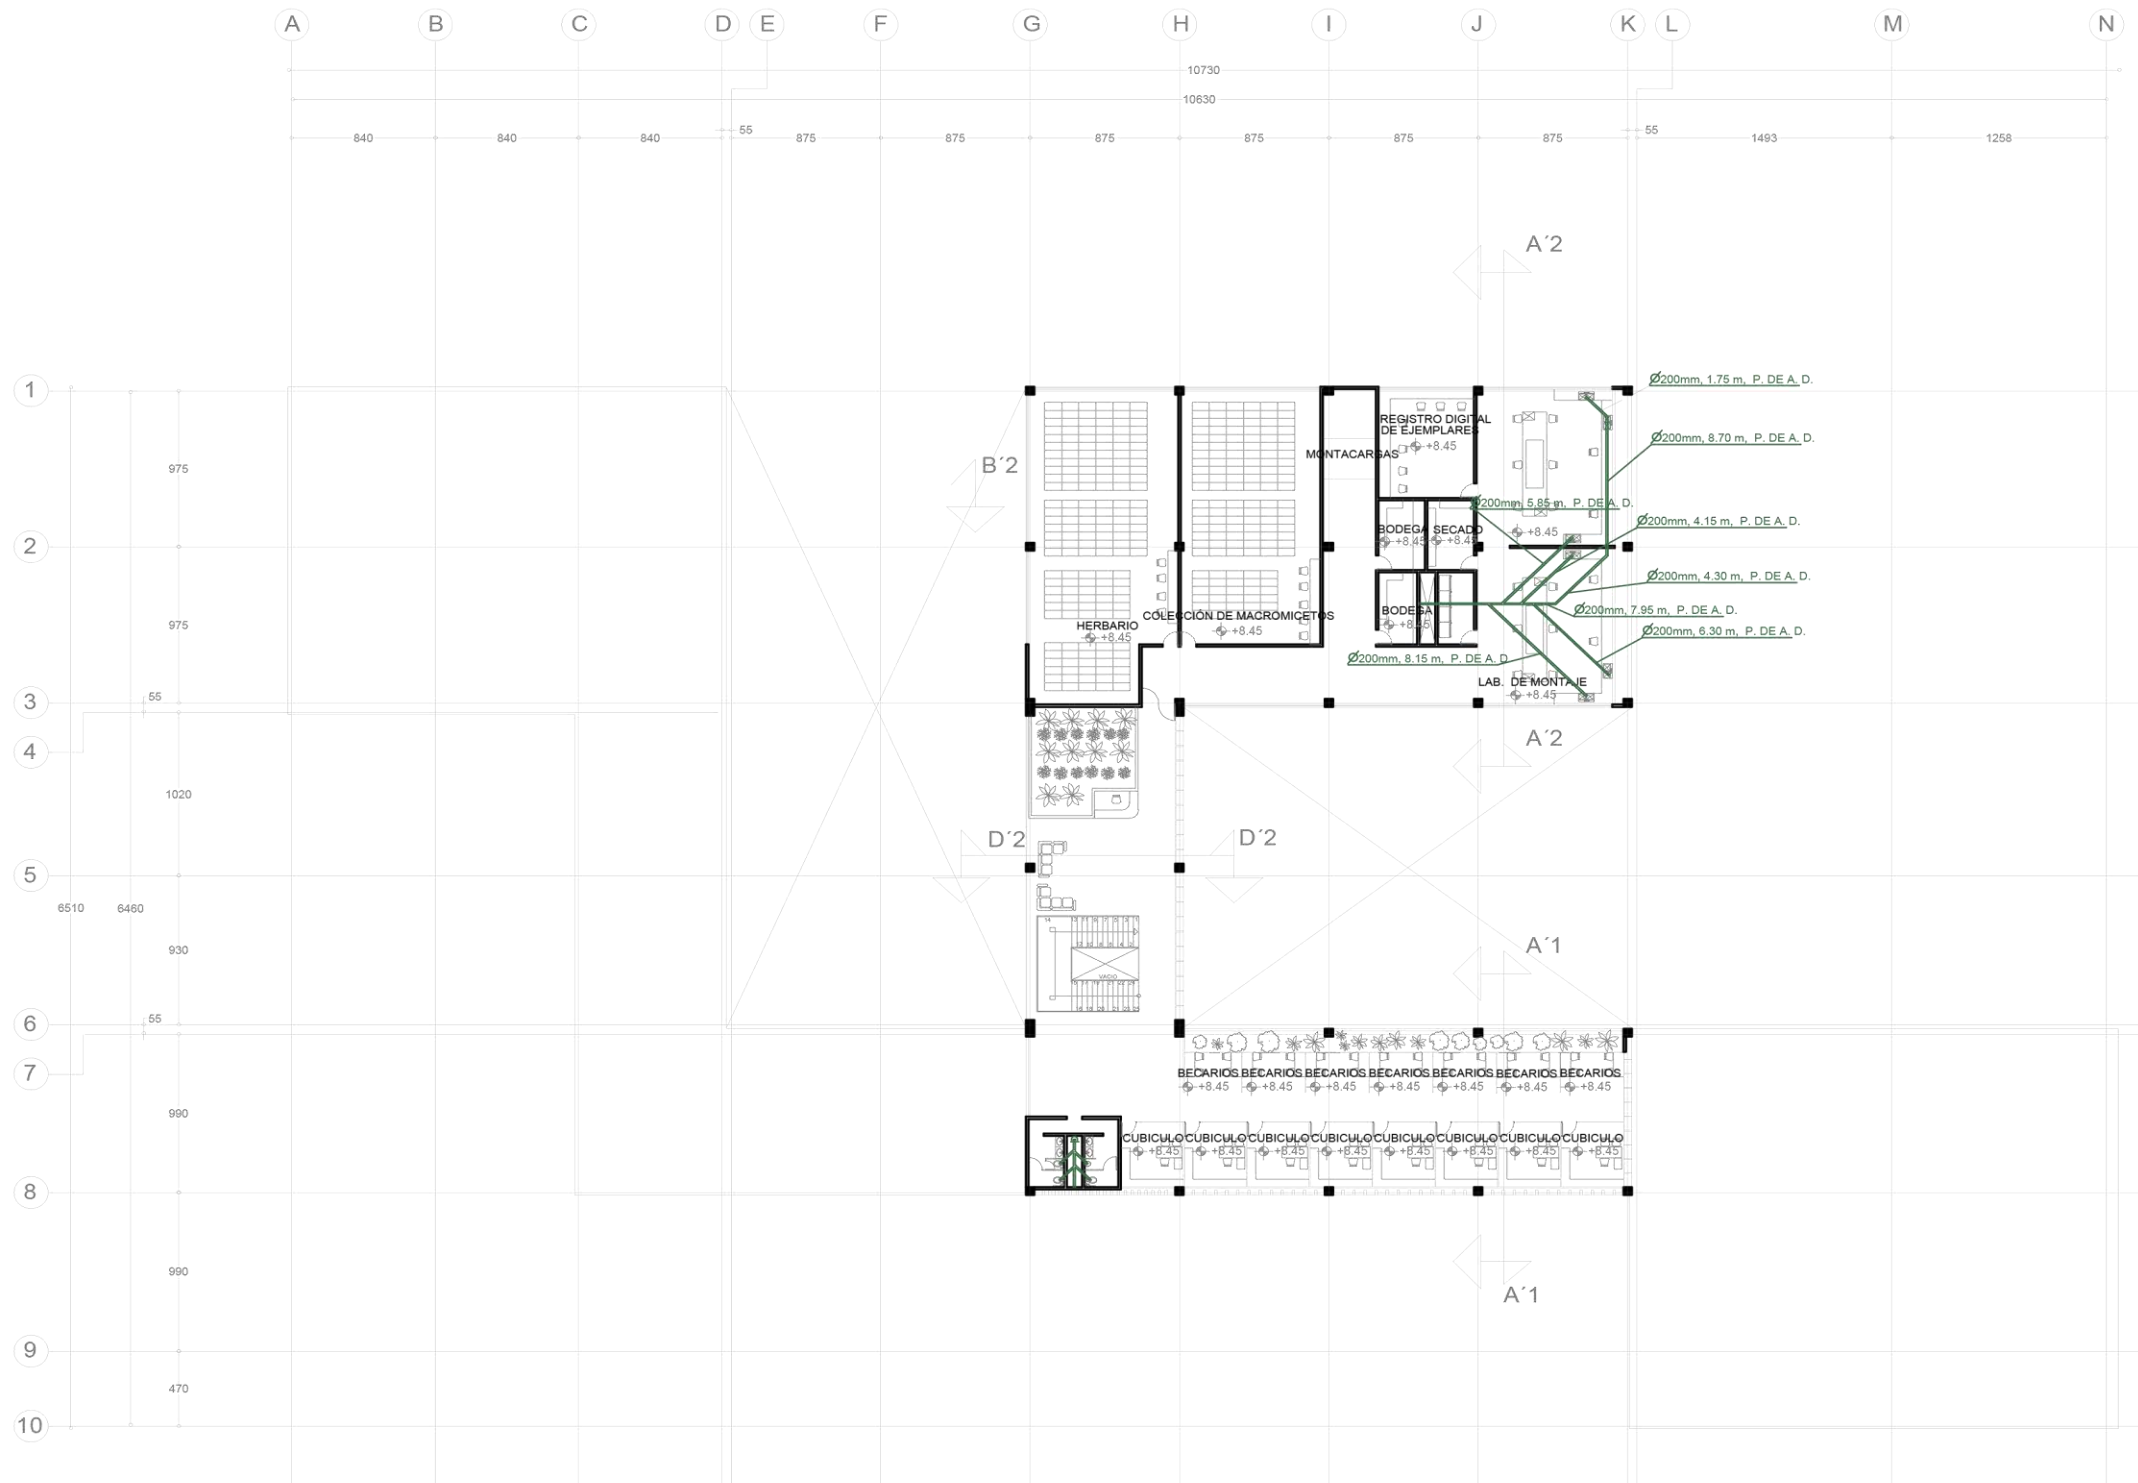 A B C D E F G H I J K L M N
10730
10630
55 55
840 840 840 875 875 875 875 875 875 1493 1258
A´2
1
Ø200mm, 1.75 m, P. DE A. D.
REGISTRO DIGITAL
DE EJEMPLARES
+8.45
Ø200mm, 8.70 m, P. DE A. D.
MONTACARGAS
B´2
975
Ø200mm, 5.85 m, P. DE A. D.
Ø200mm, 4.15 m, P. DE A. D.
BODEGA SECADO
+8.45 +8.45 +8.45
2
Ø200mm, 4.30 m, P. DE A. D.
BODEGA
+8.45
Ø200mm, 7.95 m, P. DE A. D.
COLECCIÓN DE MACROMICETOS
+8.45
HERBARIO
+8.45
975
Ø200mm, 6.30 m, P. DE A. D.
Ø200mm, 8.15 m, P. DE A. D
LAB. DE MONTAJE
+8.45
55
3
A´2
4
1020
D´2 D´2
5
6510 6460
930
14
VACIO
A´1
55
6
7
BECARIOS BECARIOS BECARIOS BECARIOS BECARIOS BECARIOS BECARIOS
+8.45 +8.45 +8.45 +8.45 +8.45 +8.45 +8.45
990
CUBICULO CUBICULO CUBICULO CUBICULO CUBICULO CUBICULO CUBICULO CUBICULO
+8.45 +8.45 +8.45 +8.45 +8.45 +8.45 +8.45 +8.45
8
990
A´1
9
470
10